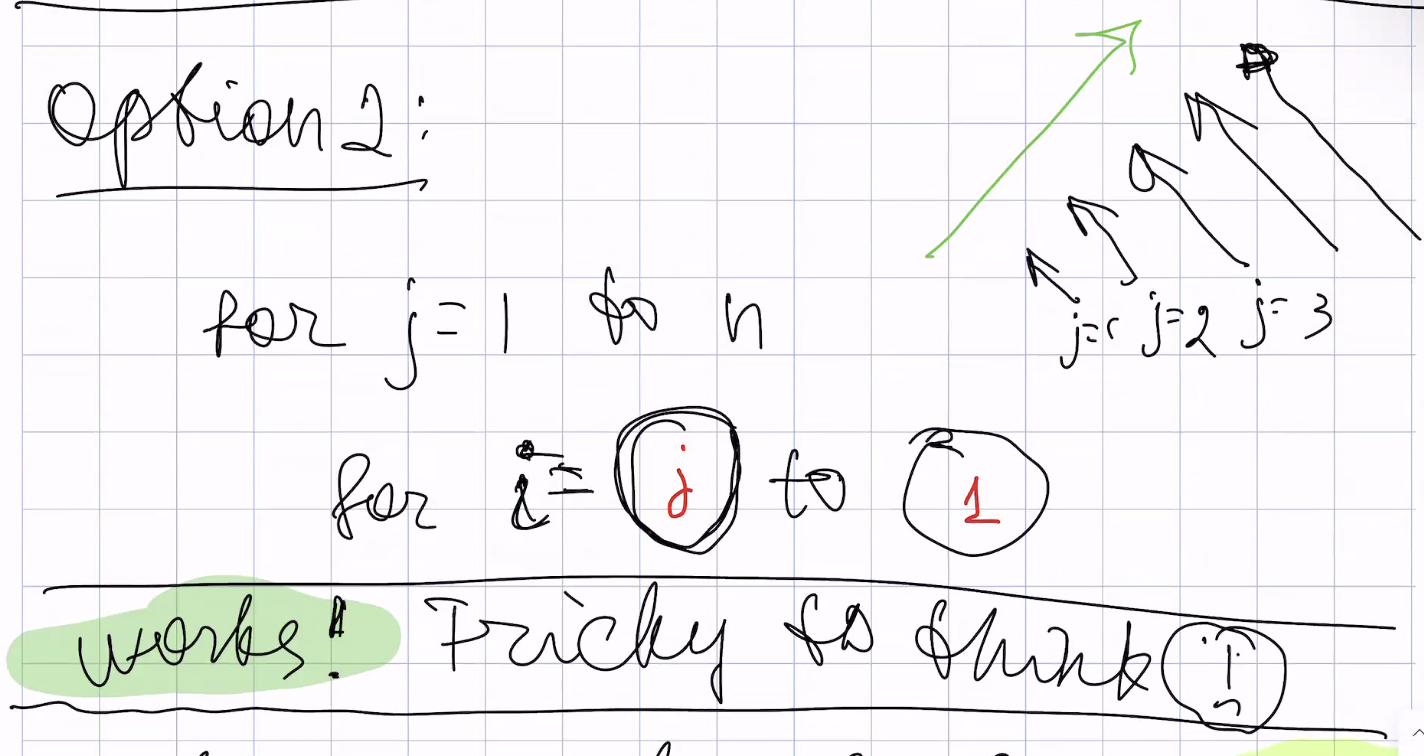 option 2:
j=1 j=2 j=3
for j=1 to n
for i= j to 1
works! Tricky to think